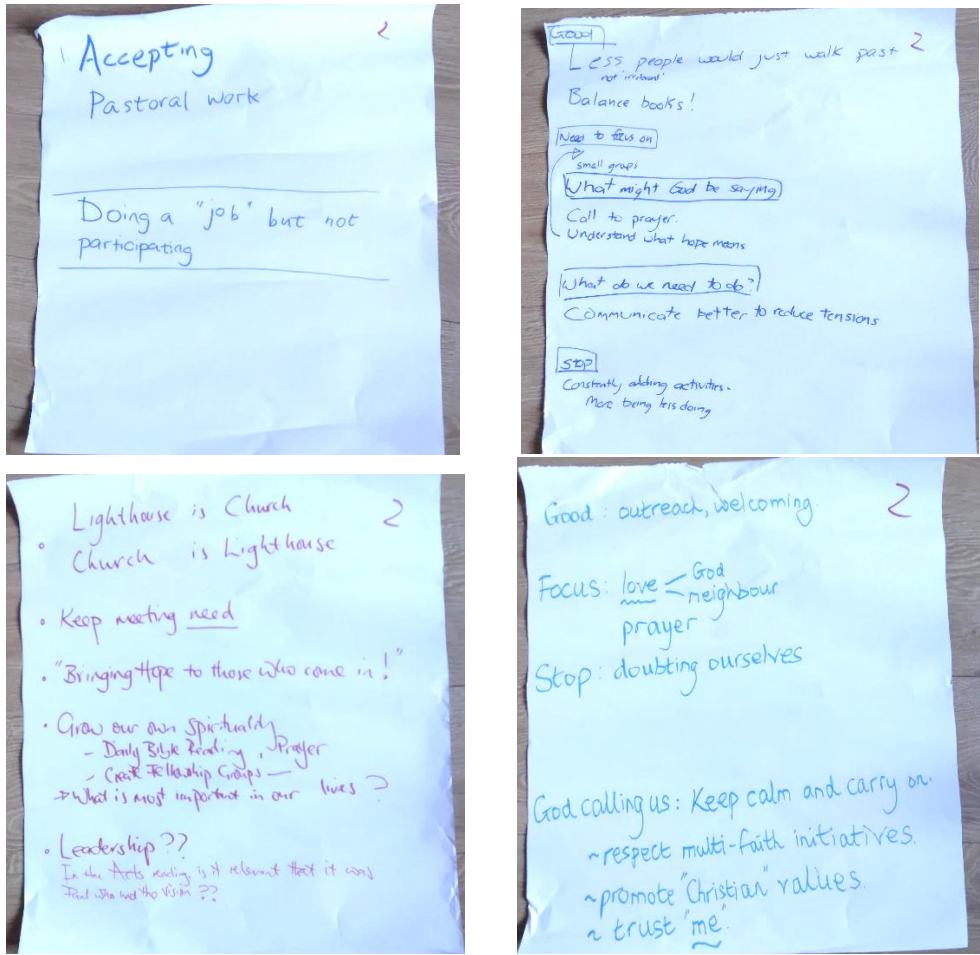 2
Accepting
Pastoral work
Doing a "job" but not
participating
2
Good
Less people would just walk past
not 'irrelevant'
Balance books!
Need to focus on
small groups
What might God be saying
Call to prayer.
Understand what hope means
What do we need to do?
Communicate better to reduce tensions
Stop
Constantly adding activities.
More being less doing
2
Lighthouse is Church
Church is Lighthouse
• Keep meeting need
• "Bringing Hope to those who come in!"
• Grow our own spirituality
- Daily Bible Reading, Prayer
- Create Fellowship Groups -
→ What is most important in our lives?
• Leadership??
In the Acts reading is it relevant that it was
Paul who had the vision??
2
Good: outreach, welcoming.
Focus: love God
neighbour
prayer
Stop: doubting ourselves
God calling us: Keep calm and carry on.
~respect multi-faith initiatives.
~promote "Christian" values.
~ trust "me".